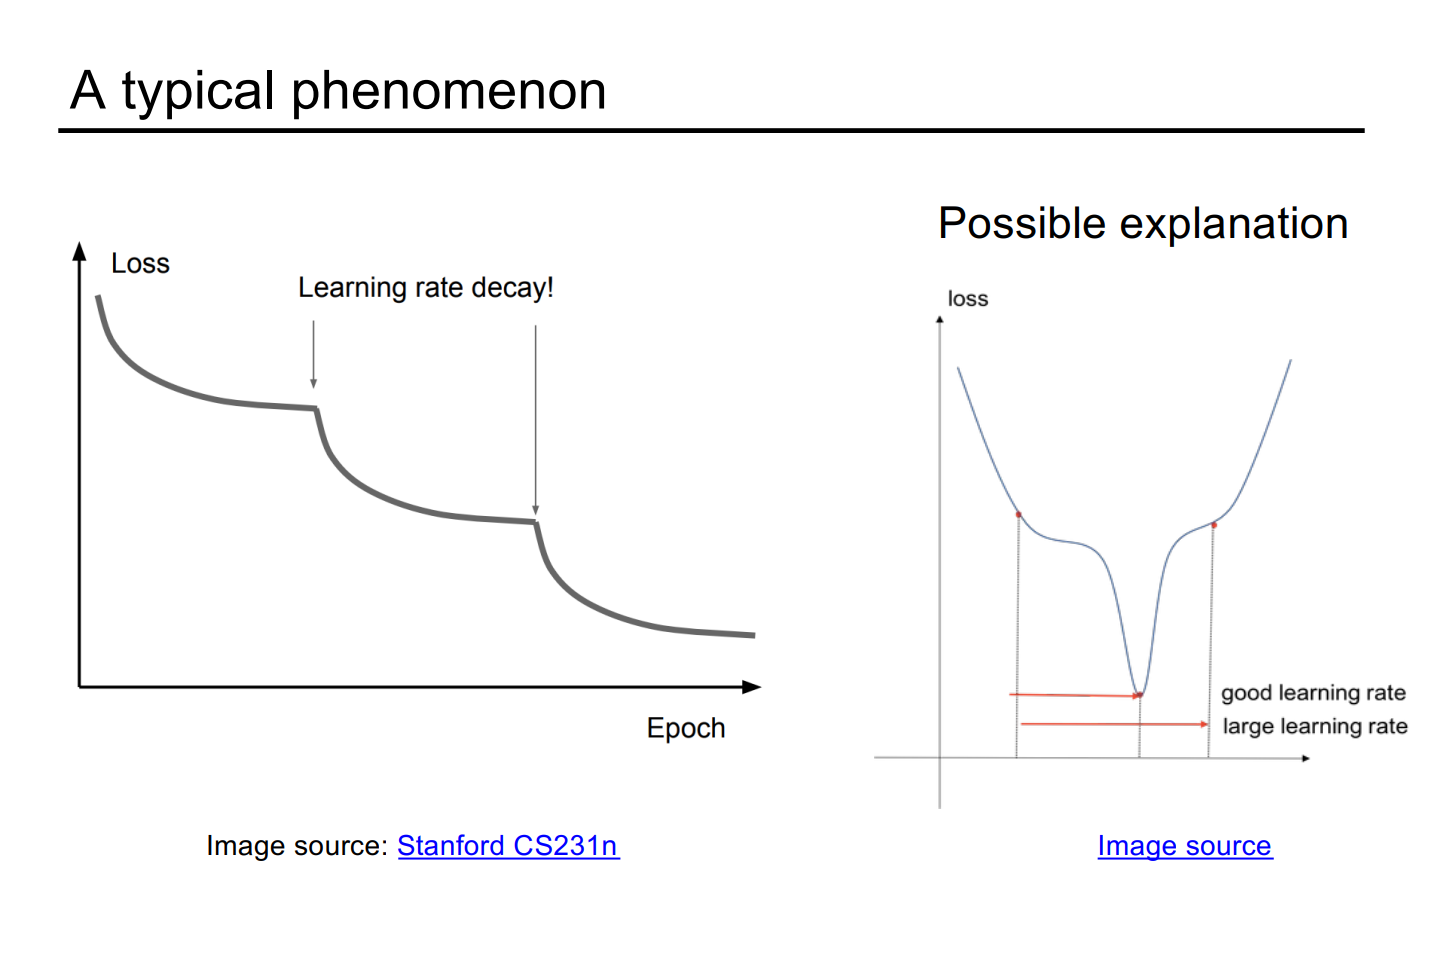 A typical phenomenon
Possible explanation
Loss
Learning rate decay!
Epoch
loss
good learning rate
large learning rate
Image source: Stanford CS231n
Image source